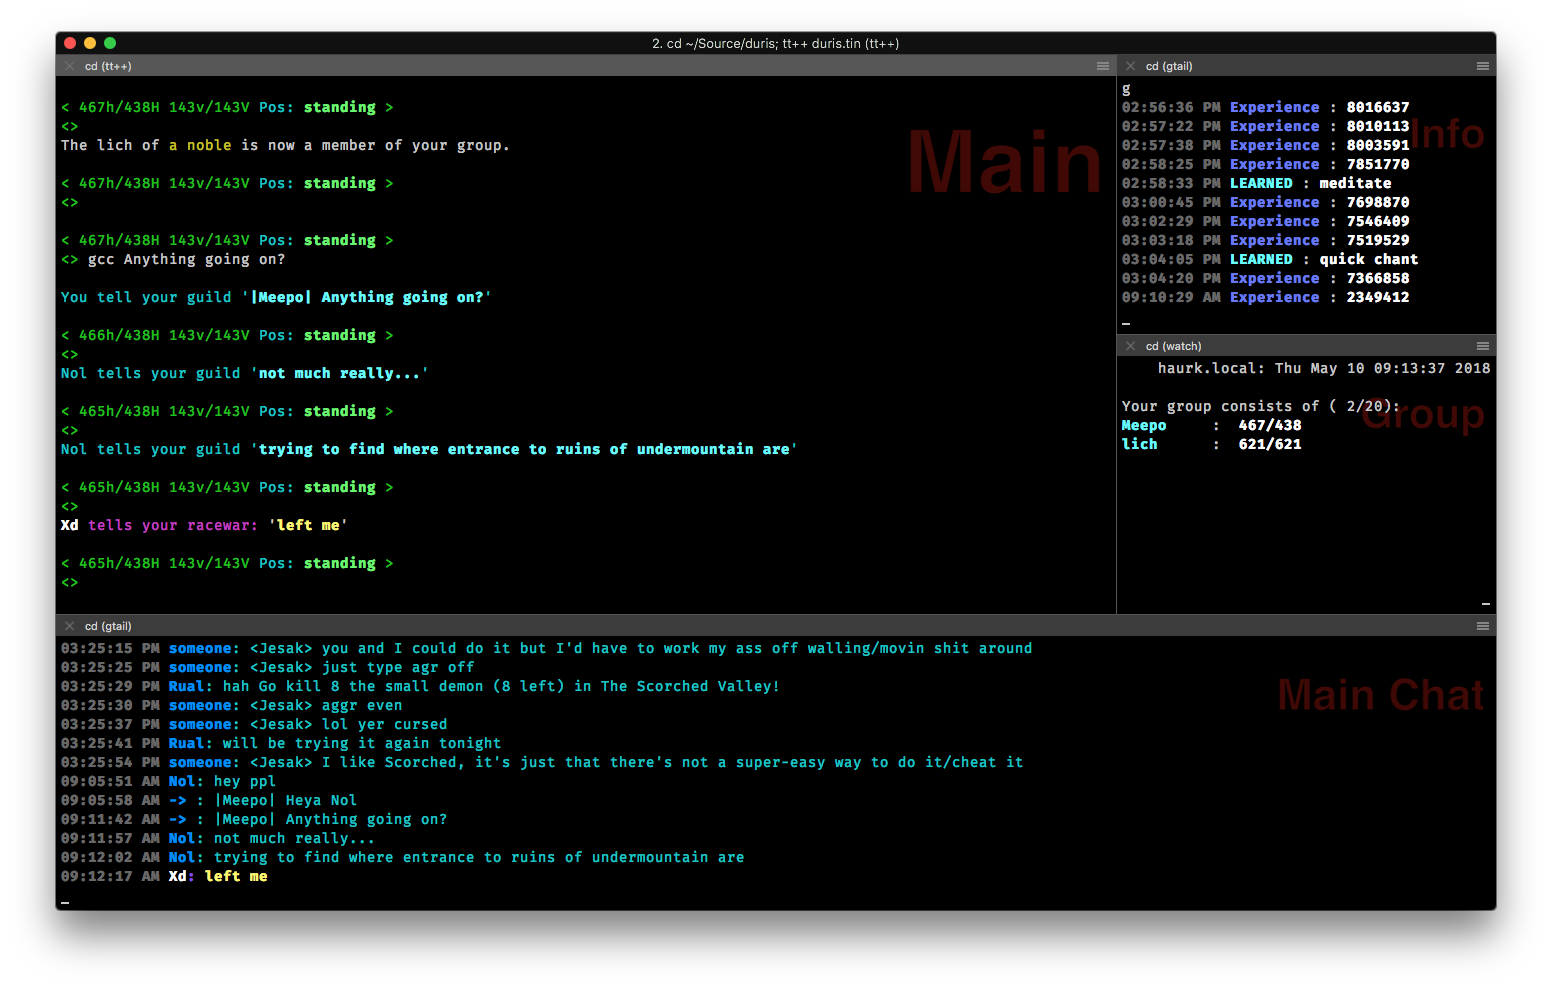 2. cd ~/Source/duris; tt++ duris.tin (tt++)
cd (tt++)
Main
< 467h/438H 143v/143V Pos: standing >
<>
The lich of a noble is now a member of your group.
< 467h/438H 143v/143V Pos: standing >
<>
< 467h/438H 143v/143V Pos: standing >
<> gcc Anything going on?
You tell your guild '|Meepo| Anything going on?'
< 466h/438H 143v/143V Pos: standing >
<>
Nol tells your guild 'not much really...'
< 465h/438H 143v/143V Pos: standing >
<>
Nol tells your guild 'trying to find where entrance to ruins of undermountain are'
< 465h/438H 143v/143V Pos: standing >
<>
Xd tells your racewar: 'left me'
< 465h/438H 143v/143V Pos: standing >
<>
cd (gtail)
Info
g
02:56:36 PM Experience : 8016637
02:57:22 PM Experience : 8010113
02:57:38 PM Experience : 8003591
02:58:25 PM Experience : 7851770
02:58:33 PM LEARNED : meditate
03:00:45 PM Experience : 7698870
03:02:29 PM Experience : 7546409
03:03:18 PM Experience : 7519529
03:04:05 PM LEARNED : quick chant
03:04:20 PM Experience : 7366858
09:10:29 AM Experience : 2349412
cd (watch)
Group
haurk.local: Thu May 10 09:13:37 2018
Your group consists of ( 2/20):
Meepo : 467/438
lich : 621/621
cd (gtail)
Main Chat
03:25:15 PM someone: <Jesak> you and I could do it but I'd have to work my ass off walling/movin shit around
03:25:25 PM someone: <Jesak> just type agr off
03:25:29 PM Rual: hah Go kill 8 the small demon (8 left) in The Scorched Valley!
03:25:30 PM someone: <Jesak> aggr even
03:25:37 PM someone: <Jesak> lol yer cursed
03:25:41 PM Rual: will be trying it again tonight
03:25:54 PM someone: <Jesak> I like Scorched, it's just that there's not a super-easy way to do it/cheat it
09:05:51 AM Nol: hey ppl
09:05:58 AM -> : |Meepo| Heya Nol
09:11:42 AM -> : |Meepo| Anything going on?
09:11:57 AM Nol: not much really...
09:12:02 AM Nol: trying to find where entrance to ruins of undermountain are
09:12:17 AM Xd: left me